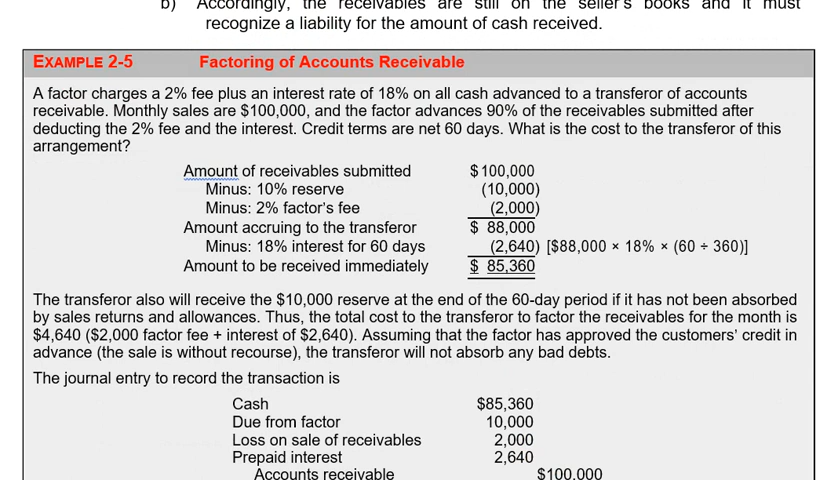 b) Accordingly, the receivables are still on the seller's books and it must
recognize a liability for the amount of cash received.
EXAMPLE 2-5 Factoring of Accounts Receivable
A factor charges a 2% fee plus an interest rate of 18% on all cash advanced to a transferor of accounts
receivable. Monthly sales are $100,000, and the factor advances 90% of the receivables submitted after
deducting the 2% fee and the interest. Credit terms are net 60 days. What is the cost to the transferor of this
arrangement?
Amount of receivables submitted $100,000
Minus: 10% reserve (10,000)
Minus: 2% factor's fee (2,000)
Amount accruing to the transferor $ 88,000
Minus: 18% interest for 60 days (2,640) [$88,000 × 18% × (60 ÷ 360)]
Amount to be received immediately $ 85,360
The transferor also will receive the $10,000 reserve at the end of the 60-day period if it has not been absorbed
by sales returns and allowances. Thus, the total cost to the transferor to factor the receivables for the month is
$4,640 ($2,000 factor fee + interest of $2,640). Assuming that the factor has approved the customers' credit in
advance (the sale is without recourse), the transferor will not absorb any bad debts.
The journal entry to record the transaction is
Cash $85,360
Due from factor 10,000
Loss on sale of receivables 2,000
Prepaid interest 2,640
Accounts receivable $100,000